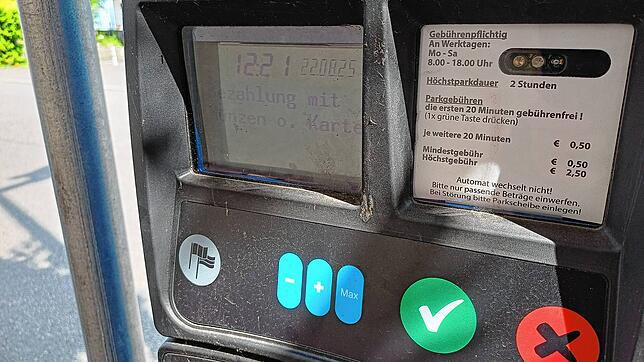 12:21 22.08.25
ezahlung mit
nzen o. Karte
Gebührenpflichtig
An Werktagen:
Mo - Sa
8.00 - 18.00 Uhr
Höchstparkdauer 2 Stunden
Parkgebühren
die ersten 20 Minuten gebührenfrei !
(1x grüne Taste drücken)
je weitere 20 Minuten € 0,50
Mindestgebühr € 0,50
Höchstgebühr € 2,50
Automat wechselt nicht!
Bitte nur passende Beträge einwerfen.
Bei Störung bitte Parkscheibe einlegen!
- + Max